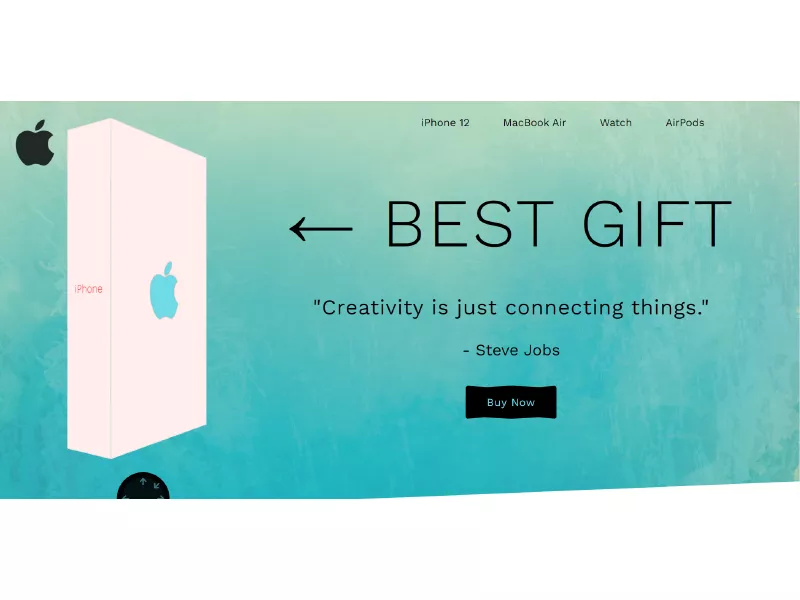 iPhone 12 MacBook Air Watch AirPods
← BEST GIFT
"Creativity is just connecting things."
- Steve Jobs
Buy Now
iPhone